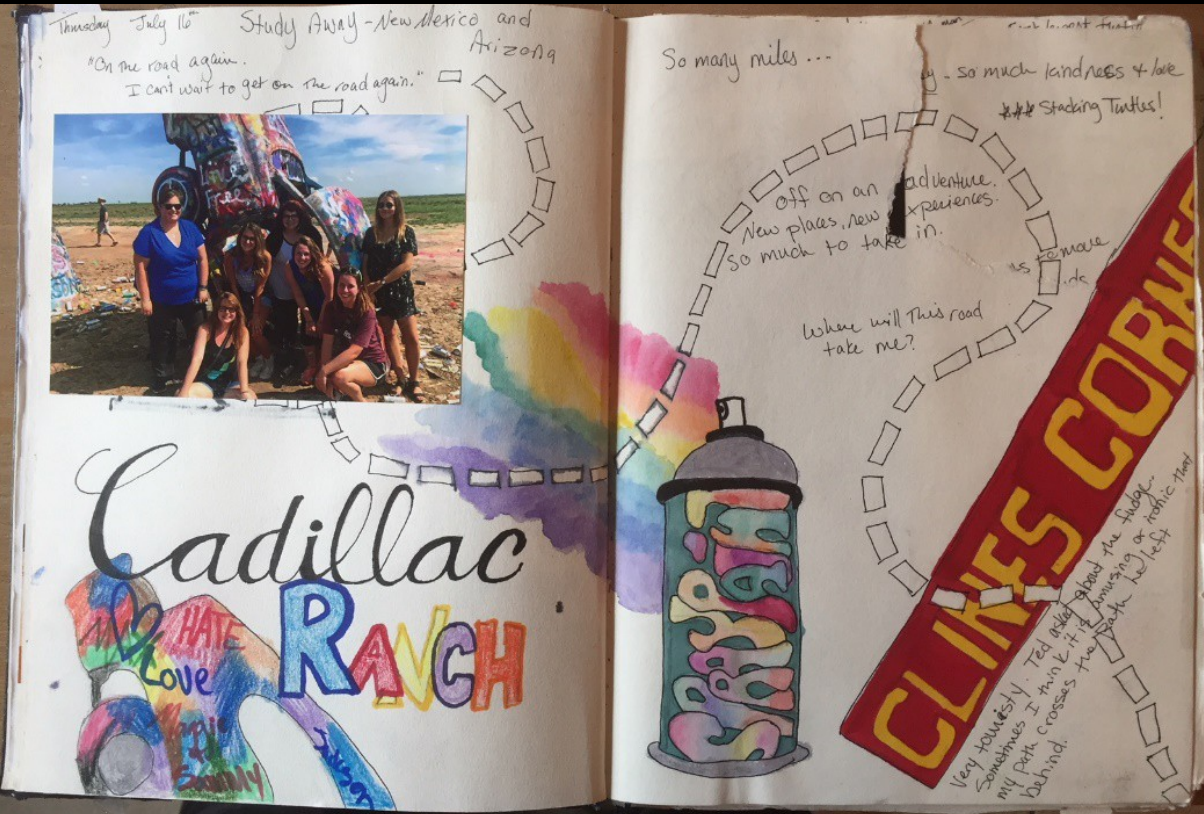 Thursday July 16th
Study Away - New Mexico and
Arizona
"On the road again.
I can't wait to get on the road again."
Cadillac
RANCH
HATE
Love
So many miles ...
- so much kindness & love
Stacking Turtles!
off on an adventure.
New places, new experiences.
so much to take in.
Where will this road
take me?
SPRAY PAINT
CLINES CORNE
Very touristy. Ted asked about the fudge.
Sometimes I think it is amusing or ironic that
my path crosses the path he left
behind.